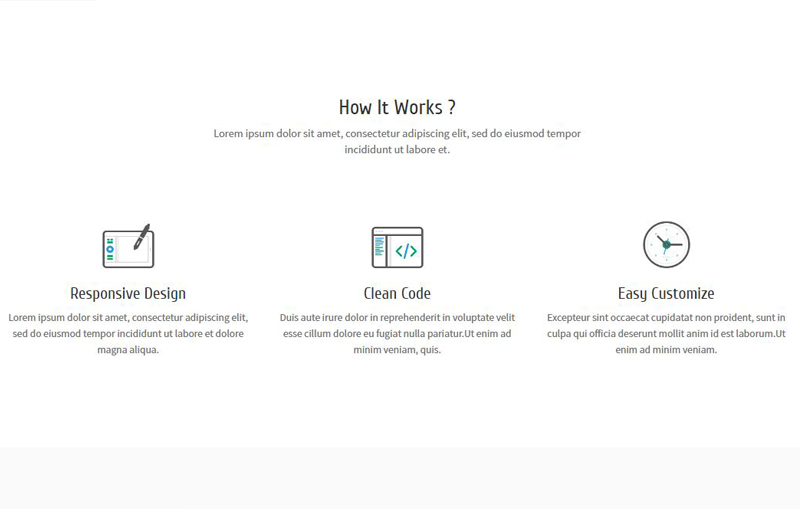 How It Works ?
Lorem ipsum dolor sit amet, consectetur adipiscing elit, sed do eiusmod tempor
incididunt ut labore et.
Responsive Design
Lorem ipsum dolor sit amet, consectetur adipiscing elit,
sed do eiusmod tempor incididunt ut labore et dolore
magna aliqua.
Clean Code
Duis aute irure dolor in reprehenderit in voluptate velit
esse cillum dolore eu fugiat nulla pariatur.Ut enim ad
minim veniam, quis.
Easy Customize
Excepteur sint occaecat cupidatat non proident, sunt in
culpa qui officia deserunt mollit anim id est laborum.Ut
enim ad minim veniam.